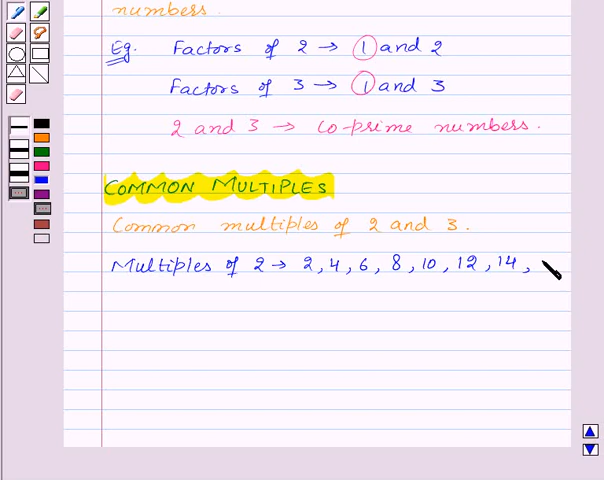 numbers.
Eg. Factors of 2 → 1 and 2
Factors of 3 → 1 and 3
2 and 3 → co-prime numbers.
COMMON MULTIPLES
Common multiples of 2 and 3.
Multiples of 2 → 2, 4, 6, 8, 10, 12, 14,